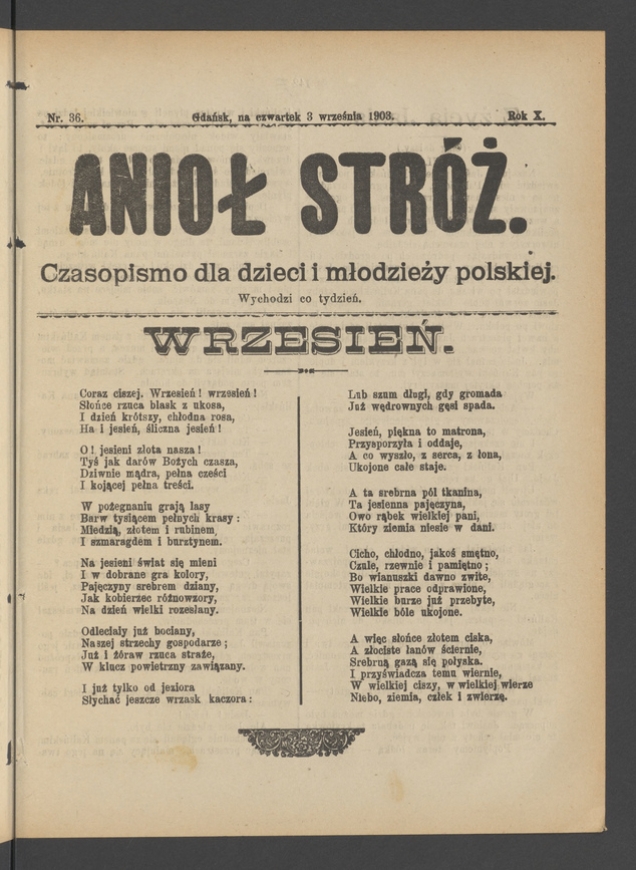 Nr. 36.
Gdańsk, na czwartek 3 września 1903.
Rok X.
ANIOŁ STRÓŻ.
Czasopismo dla dzieci i młodzieży polskiej.
Wychodzi co tydzień.
WRZESIEŃ.
Coraz ciszej. Wrzesień! wrzesień!
Słońce rzuca blask z ukosa,
I dzień krótszy, chłodna rosa,
Ha i jesień, śliczna jesień!
O! jesieni złota nasza!
Tyś jak darów Bożych czasza,
Dziwnie mądra, pełna cześci
I kojącej pełna treści.
W pożegnaniu grają lasy
Barw tysiącem pełnych krasy:
Miedzią, złotem i rubinem
I szmaragdem i bursztynem.
Na jesieni świat się mieni
I w dobrane gra kolory,
Pajęczyny srebrem dziany,
Jak kobierzec różnowzory,
Na dzień wielki rozesłany.
Odleciały już bociany,
Naszej strzechy gospodarze;
Już i żóraw rzuca straże,
W klucz powietrzny zawiązany.
I już tylko od jeziora
Słychać jeszcze wrzask kaczora:
Lub szum długi, gdy gromada
Już wędrownych gęsi spada.
Jesień, piękna to matrona,
Przysporzyła i oddaje,
A co wyszło, z serca, z łona,
Ukojone całe staje.
A ta srebrna pól tkanina,
Ta jesienna pajęczyna,
Owo rąbek wielkiej pani,
Który ziemia niesie w dani.
Cicho, chłodno, jakoś smętno,
Czule, rzewnie i pamiętno;
Bo wianuszki dawno zwite,
Wielkie prace odprawione,
Wielkie burze już przebyte,
Wielkie bóle ukojone.
A więc słońce złotem ciska,
A złociste łanów ściernie,
Srebrną gazą się połyska.
I przyświadcza temu wiernie,
W wielkiej ciszy, w wielkiej wierze
Niebo, ziemia, człek i zwierzę.